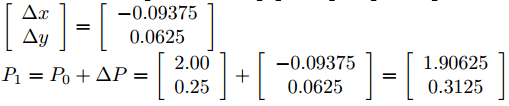 [ Δx Δy ] = [ −0.09375 0.0625 ]
P₁ = P₀ + ΔP = [ 2.00 0.25 ] + [ −0.09375 0.0625 ] = [ 1.90625 0.3125 ]